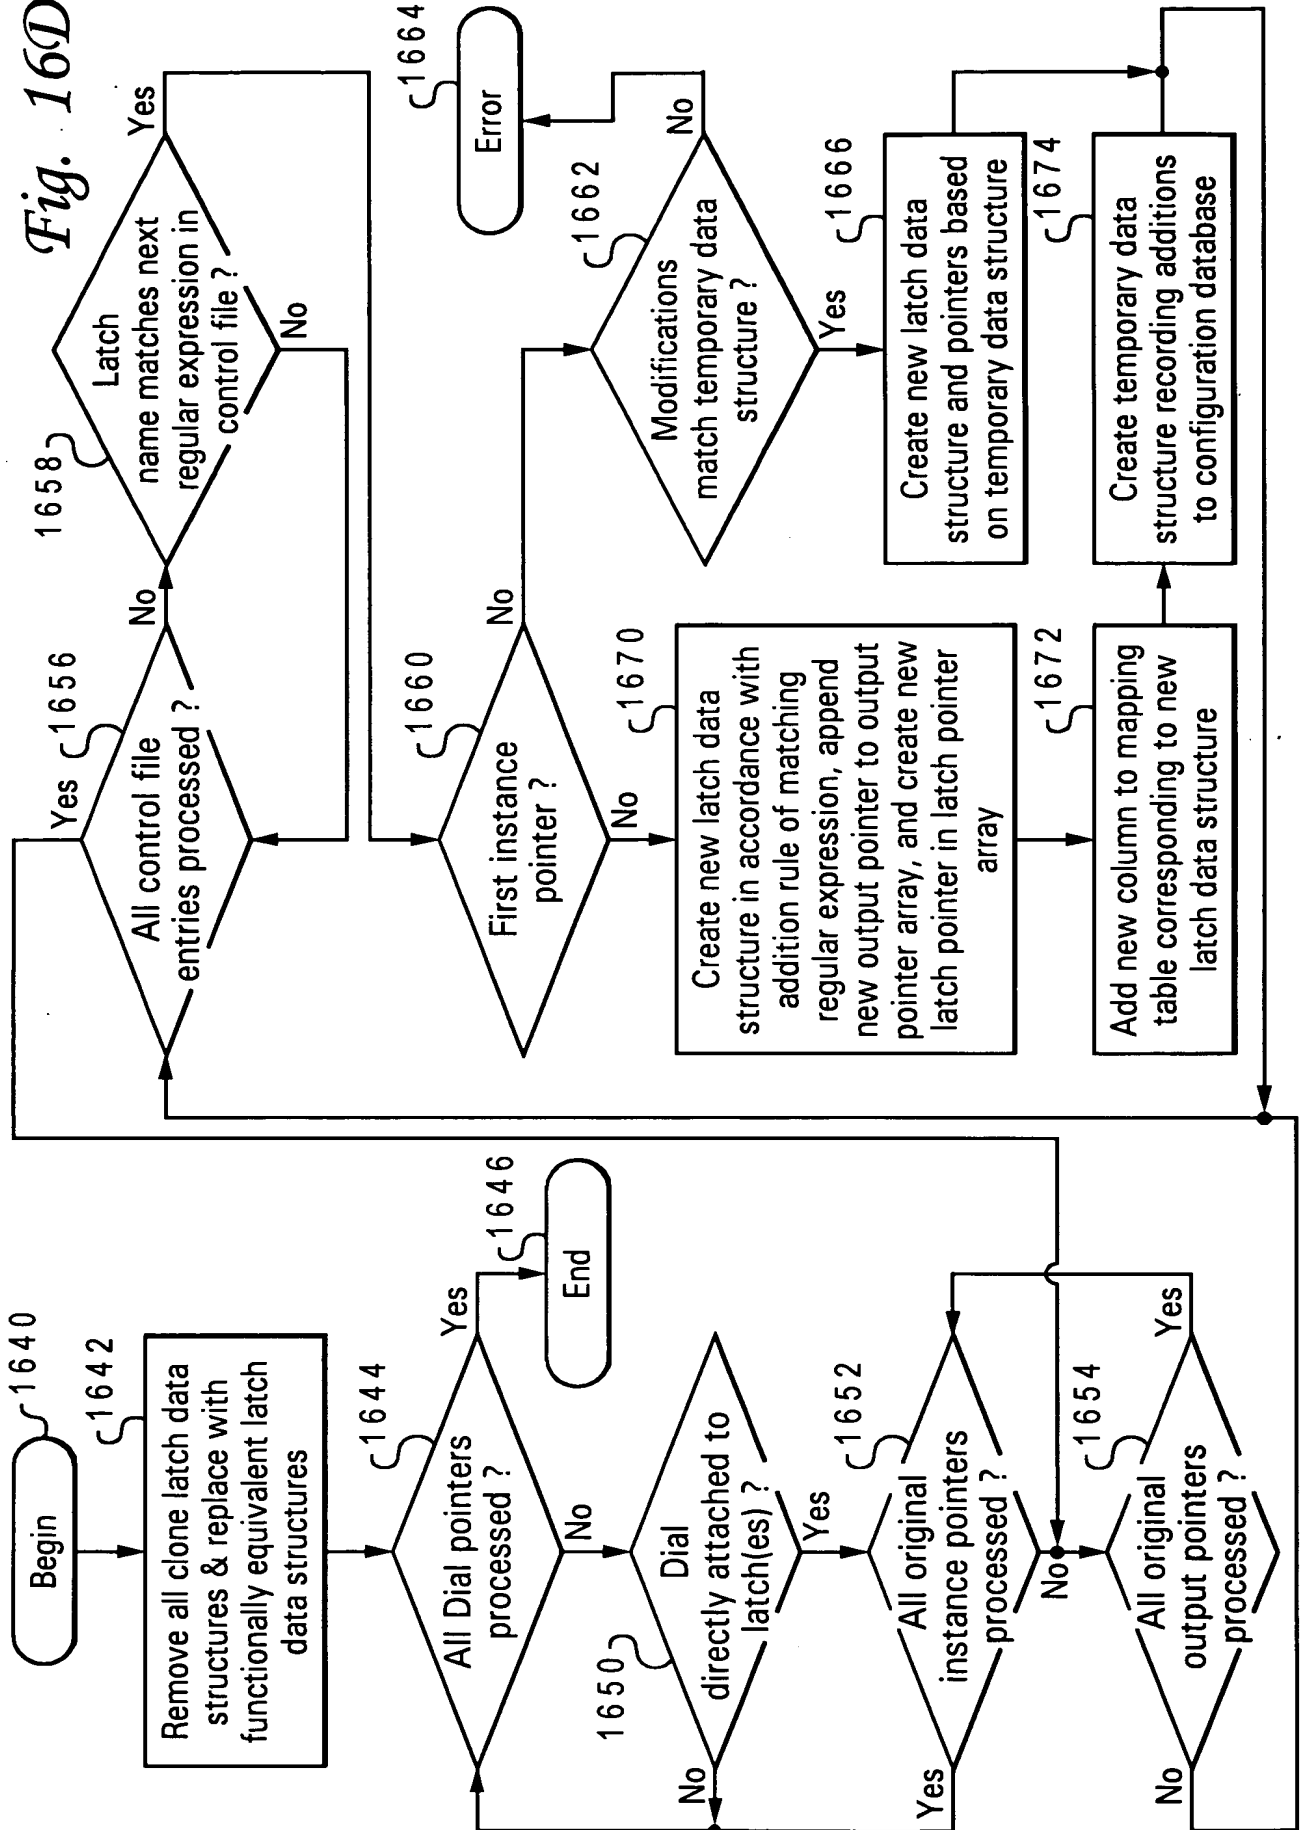 Fig. 16D
Begin
1640
Remove all clone latch data
structures & replace with
functionally equivalent latch
data structures
1642
All Dial pointers
processed ?
1644
Yes
No
End
1646
Dial
directly attached to
latch(es) ?
1650
No
Yes
All original
instance pointers
processed ?
1652
Yes
No
All original
output pointers
processed ?
1654
Yes
No
All control file
entries processed ?
1656
Yes
No
Latch
name matches next
regular expression in
control file ?
1658
Yes
No
First instance
pointer ?
1660
No
No
Modifications
match temporary data
structure ?
1662
No
Yes
Error
1664
Create new latch data
structure and pointers based
on temporary data structure
1666
Create new latch data
structure in accordance with
addition rule of matching
regular expression, append
new output pointer to output
pointer array, and create new
latch pointer in latch pointer
array
1670
Add new column to mapping
table corresponding to new
latch data structure
1672
Create temporary data
structure recording additions
to configuration database
1674